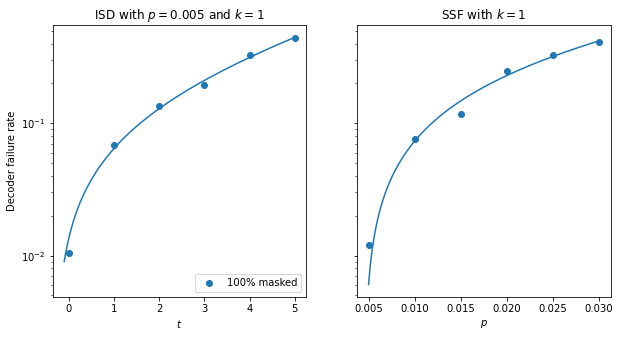 ISD with p = 0.005 and k = 1
Decoder failure rate
10⁻¹
10⁻²
0 1 2 3 4 5
t
100% masked
SSF with k = 1
0.005 0.010 0.015 0.020 0.025 0.030
p